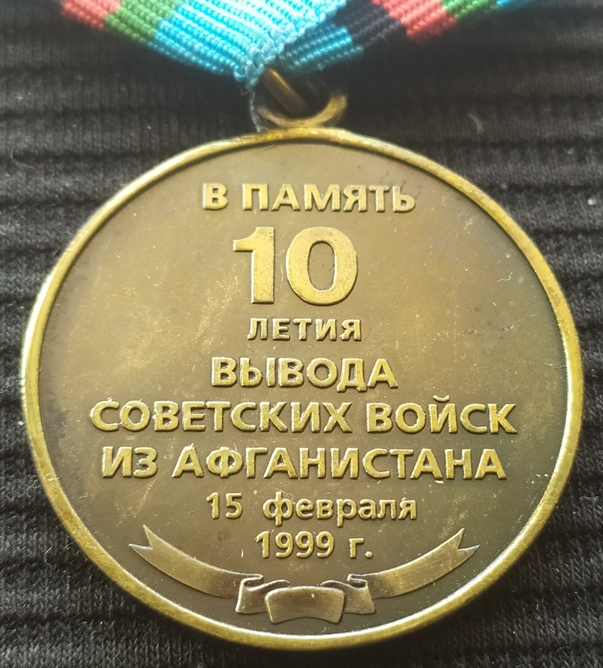 В ПАМЯТЬ
10
ЛЕТИЯ
ВЫВОДА
СОВЕТСКИХ ВОЙСК
ИЗ АФГАНИСТАНА
15 февраля
1999 г.